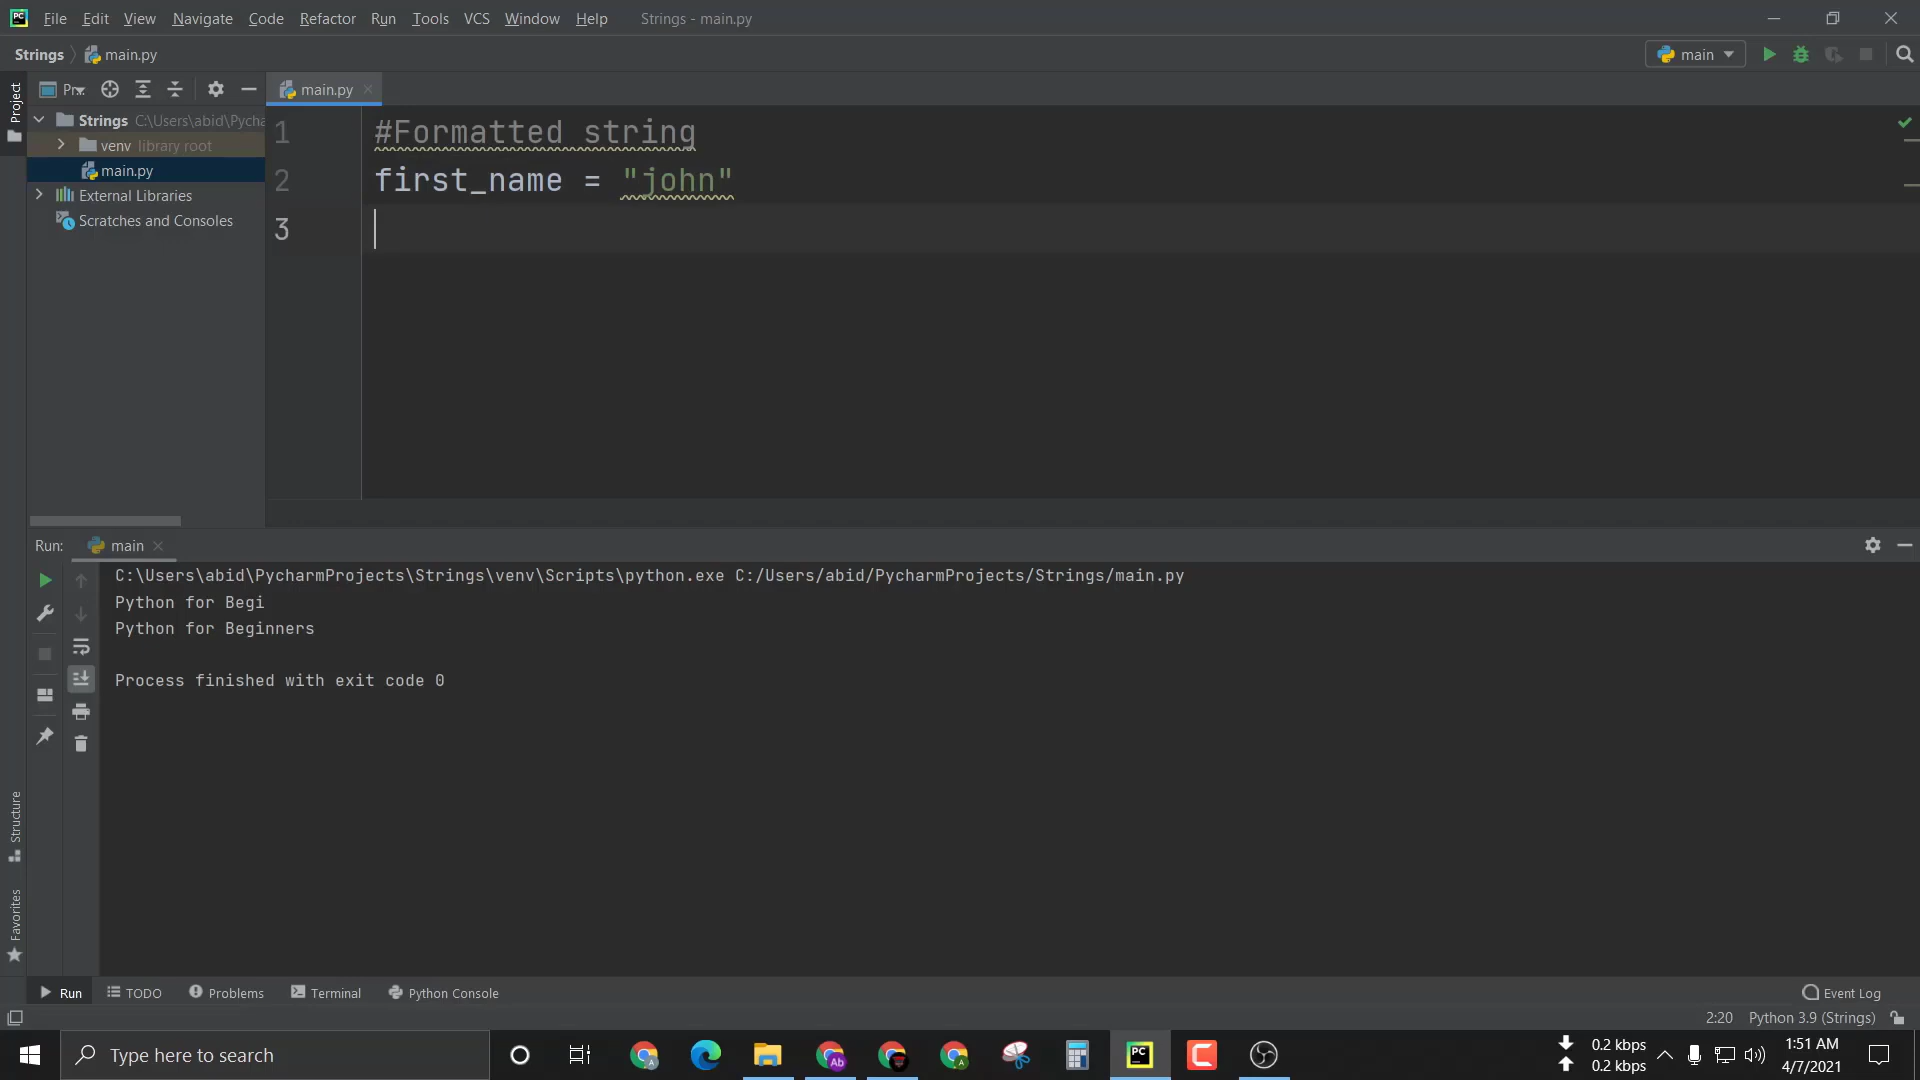 File Edit View Navigate Code Refactor Run Tools VCS Window Help Strings - main.py
Strings main.py main
Project
Pr main.py
Strings C:\Users\abid\Pycha
venv library root
main.py
External Libraries
Scratches and Consoles
1 #Formatted string
2 first_name = "john"
3
Run: main
C:\Users\abid\PycharmProjects\Strings\venv\Scripts\python.exe C:/Users/abid/PycharmProjects/Strings/main.py
Python for Begi
Python for Beginners
Process finished with exit code 0
Structure
Favorites
Run TODO Problems Terminal Python Console Event Log
2:20 Python 3.9 (Strings)
Type here to search
0.2 kbps
0.2 kbps
1:51 AM
4/7/2021